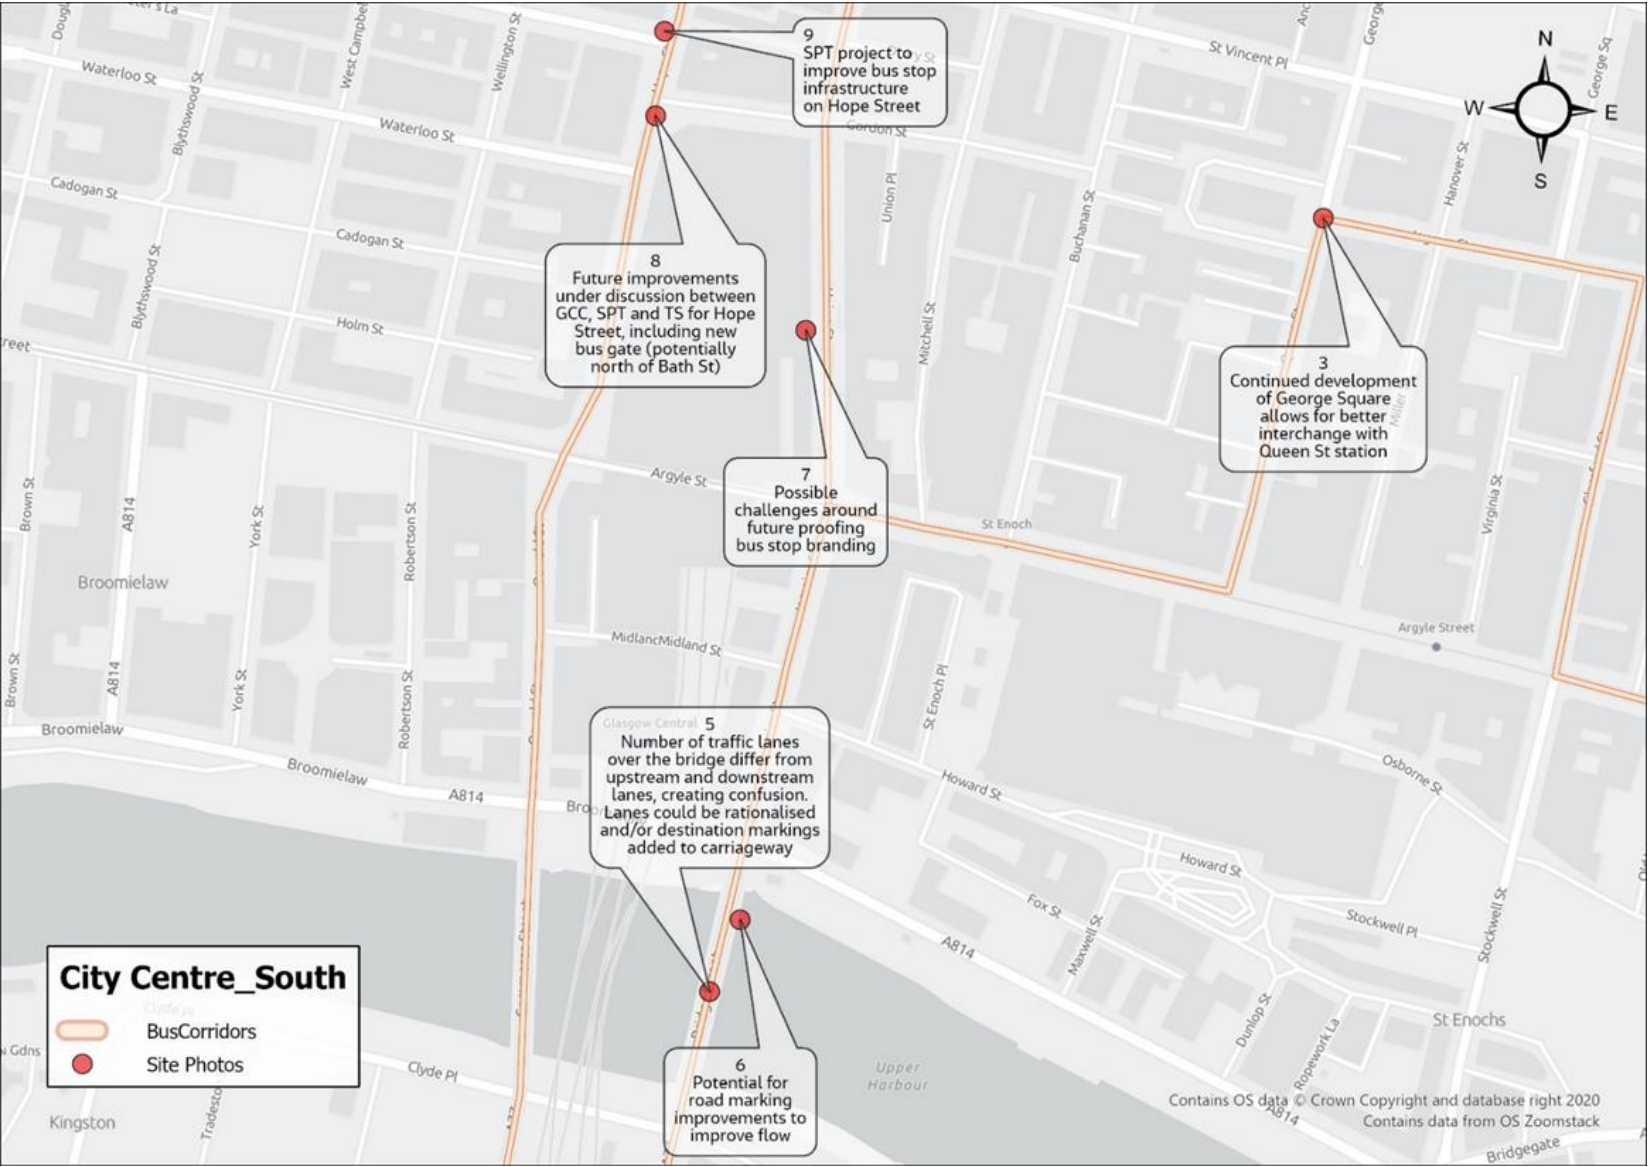 9
SPT project to
improve bus stop
infrastructure
on Hope Street
8
Future improvements
under discussion between
GCC, SPT and TS for Hope
Street, including new
bus gate (potentially
north of Bath St)
7
Possible
challenges around
future proofing
bus stop branding
3
Continued development
of George Square
allows for better
interchange with
Queen St station
5
Number of traffic lanes
over the bridge differ from
upstream and downstream
lanes, creating confusion.
Lanes could be rationalised
and/or destination markings
added to carriageway
6
Potential for
road marking
improvements to
improve flow
N
W
E
S
St Vincent Pl
George Sq
Hanover St
Wellington St
West Campbel
Waterloo St
Blythswood St
Waterloo St
Gordon St
Union Pl
Buchanan St
Cadogan St
Cadogan St
Blythswood St
Holm St
Mitchell St
reet
Argyle St
St Enoch
Virginia St
Brown St
A814
York St
Robertson St
Broomielaw
MidlancMidland St
Argyle Street
Brown St
A814
York St
Robertson St
St Enoch Pl
Glasgow Central
Broomielaw
Broomielaw
A814
Howard St
Osborne St
Howard St
Fox St
Maxwell St
Stockwell Pl
Stockwell St
A814
Dunlop St
Ropework La
St Enochs
Upper
Harbour
Clyde Pl
City Centre_South
Clyde Pl
BusCorridors
Site Photos
Gdns
Kingston
Contains OS data © Crown Copyright and database right 2020
Contains data from OS Zoomstack
A814
Bridgegate